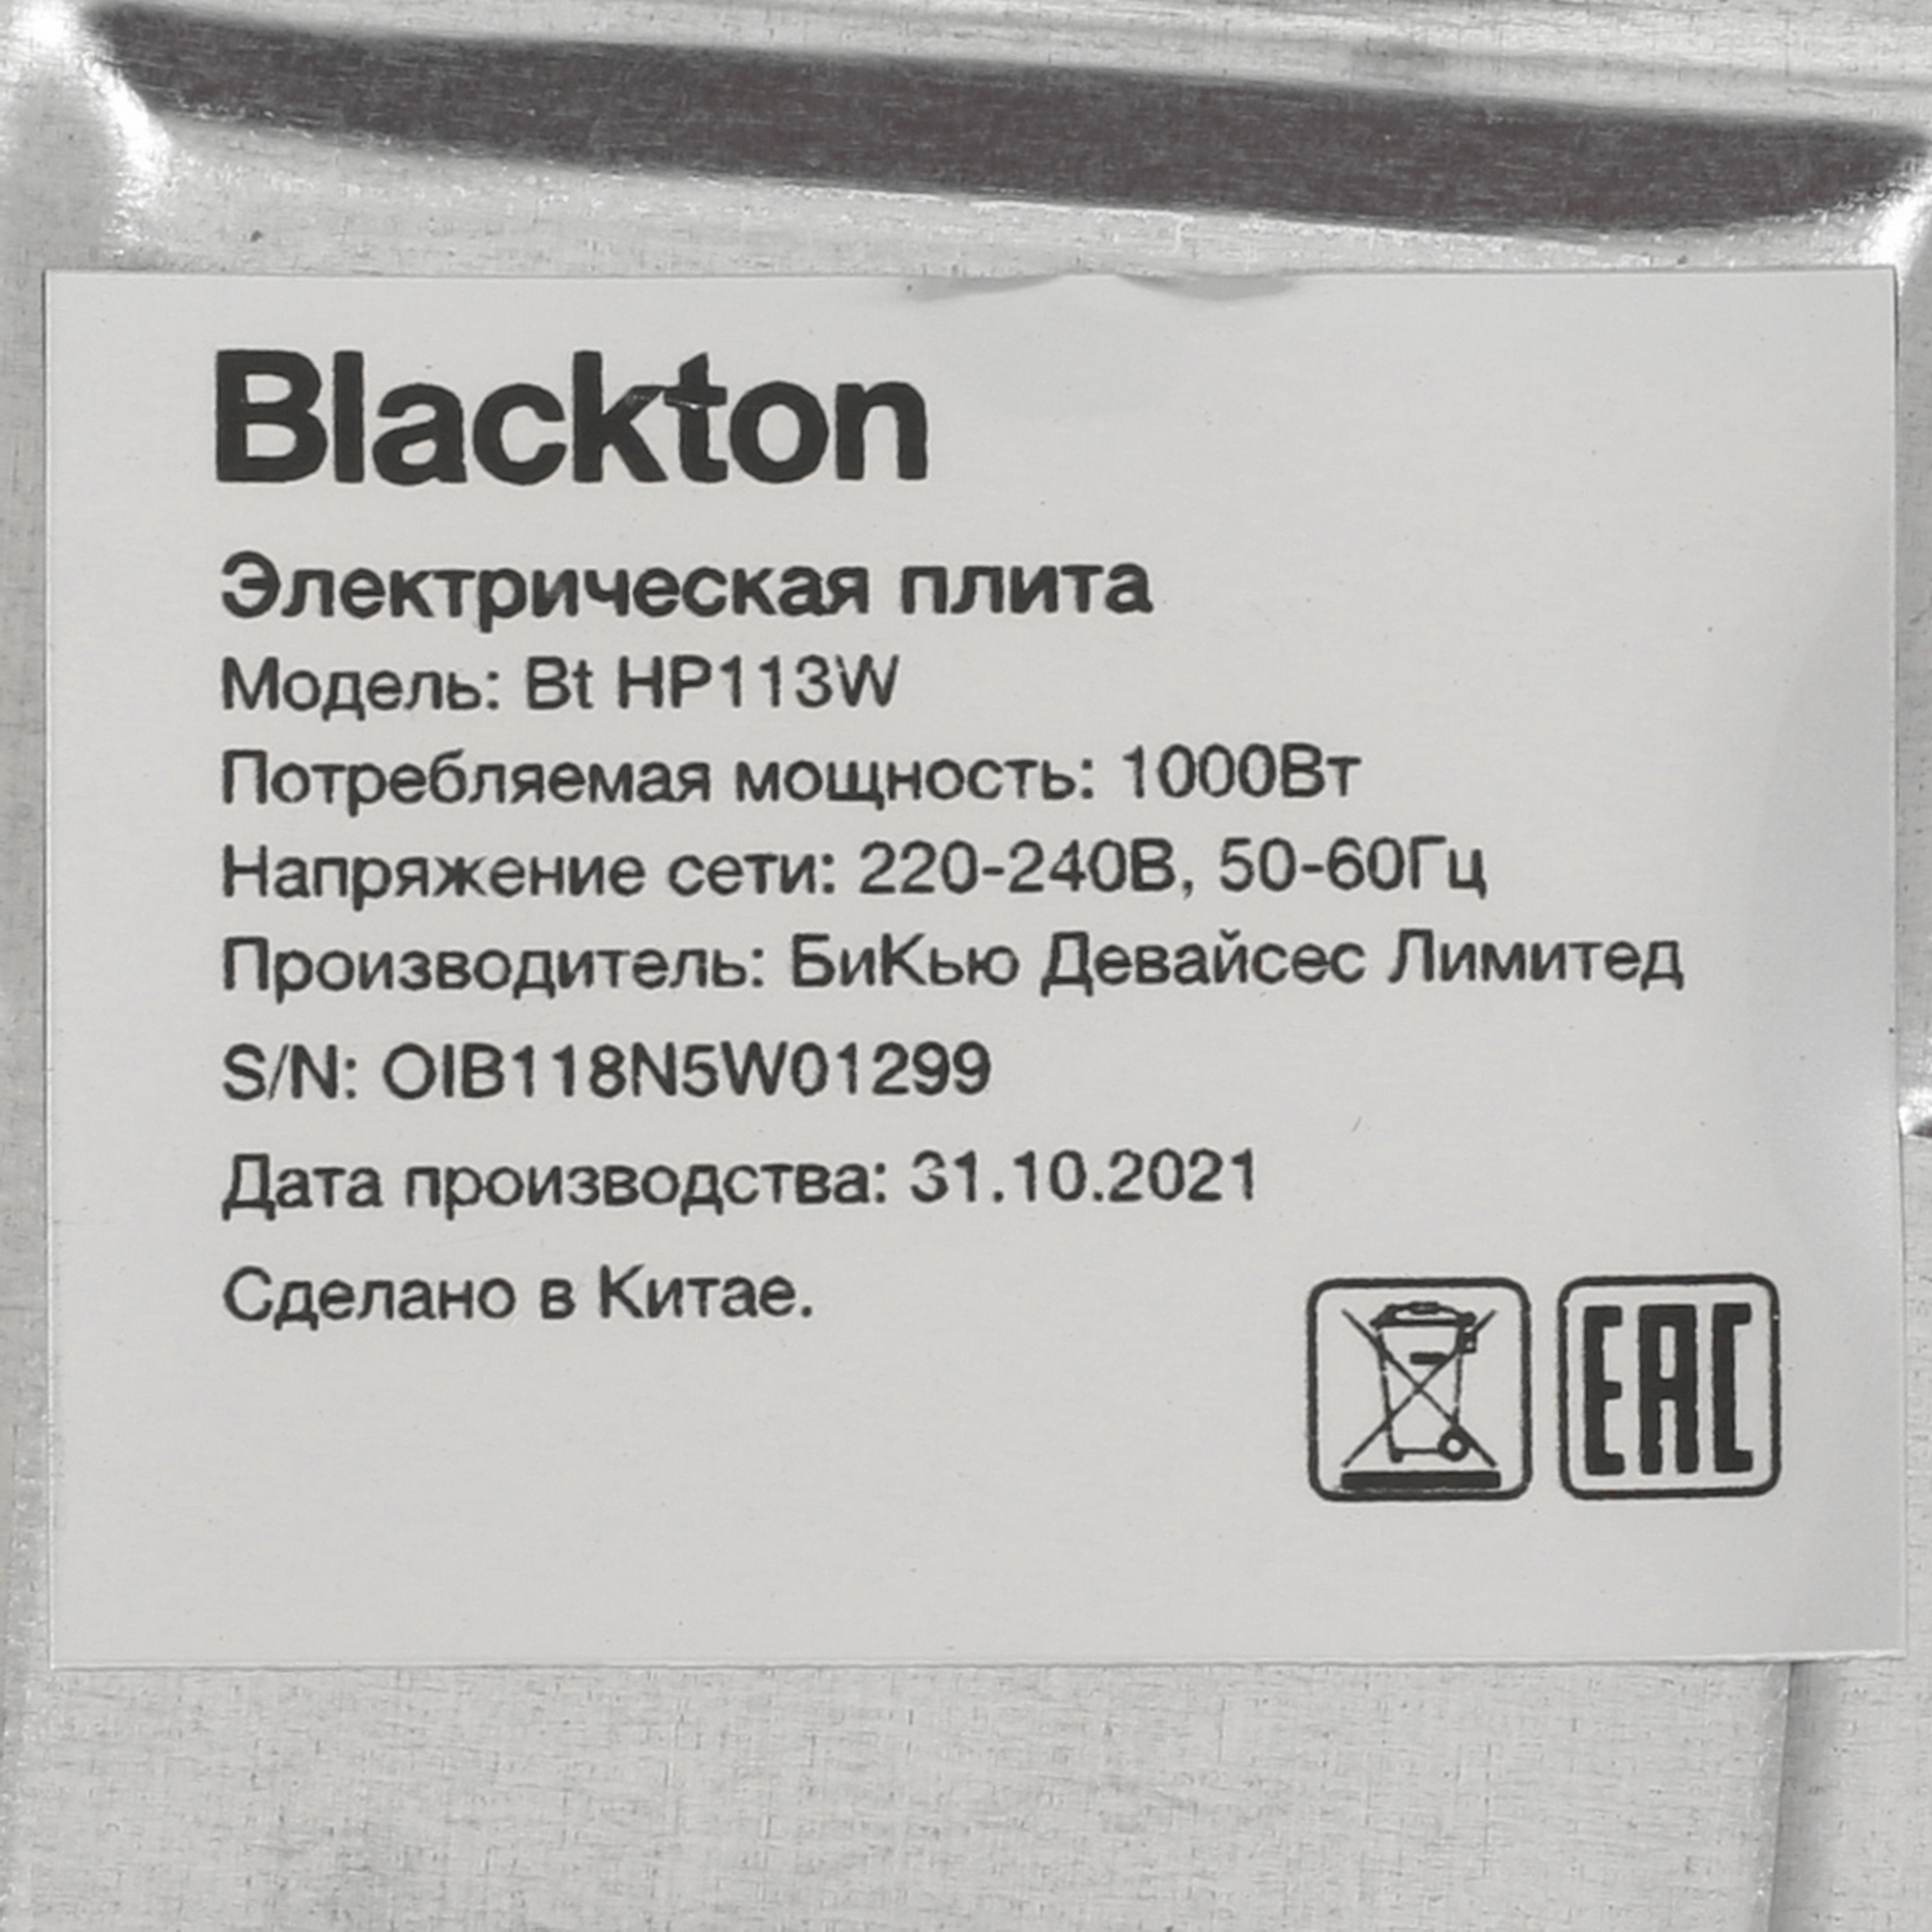 Blackton
Электрическая плита
Модель: Bt HP113W
Потребляемая мощность: 1000Вт
Напряжение сети: 220-240В, 50-60Гц
Производитель: БиКью Девайсес Лимитед
S/N: OIB118N5W01299
Дата производства: 31.10.2021
Сделано в Китае.
EAC